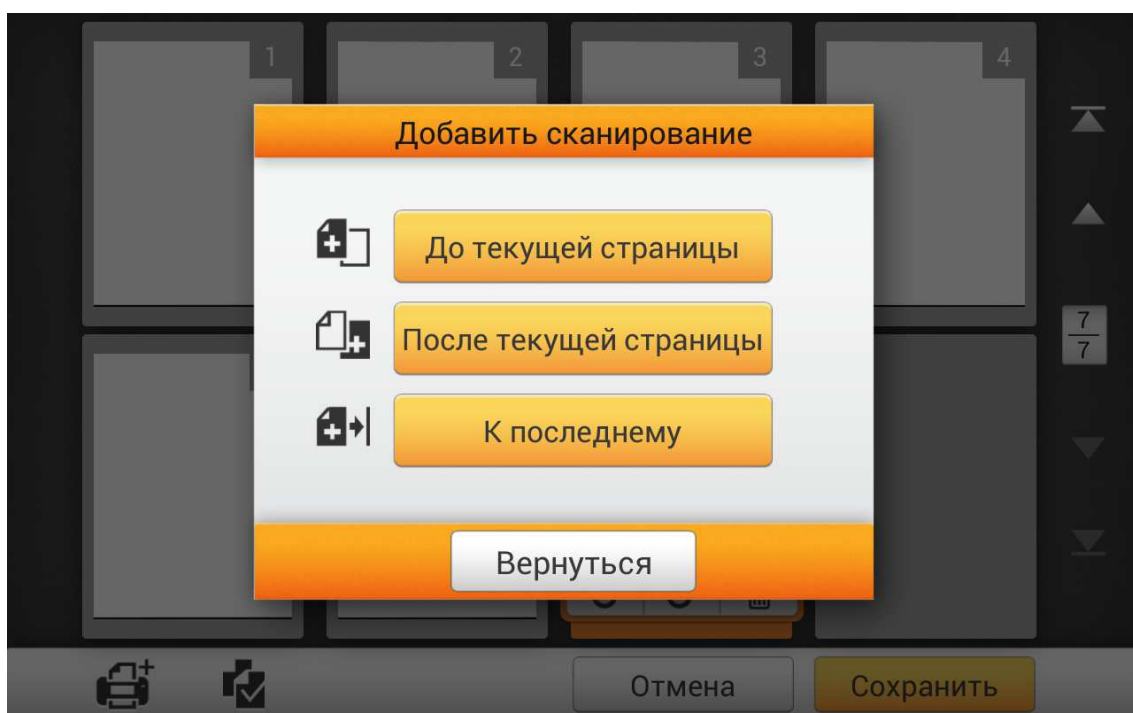 1
2
3
4
Добавить сканирование
До текущей страницы
После текущей страницы
К последнему
7
7
Вернуться
Отмена
Сохранить